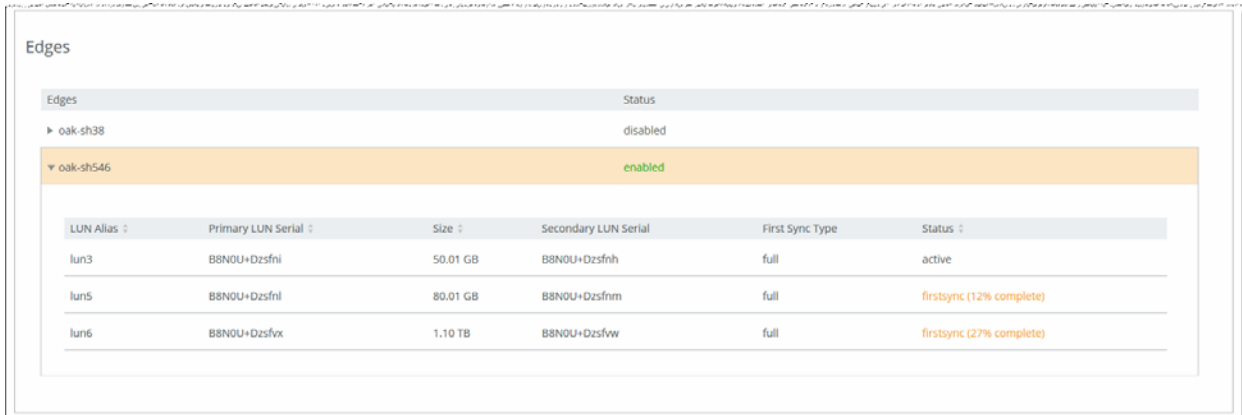 Edges
Edges Status
oak-sh38 disabled
oak-sh546 enabled
LUN Alias Primary LUN Serial Size Secondary LUN Serial First Sync Type Status
lun3 B8N0U+Dzsfni 50.01 GB B8N0U+Dzsfnh full active
lun5 B8N0U+Dzsfnl 80.01 GB B8N0U+Dzsfnm full firstsync (12% complete)
lun6 B8N0U+Dzsfvx 1.10 TB B8N0U+Dzsfvw full firstsync (27% complete)